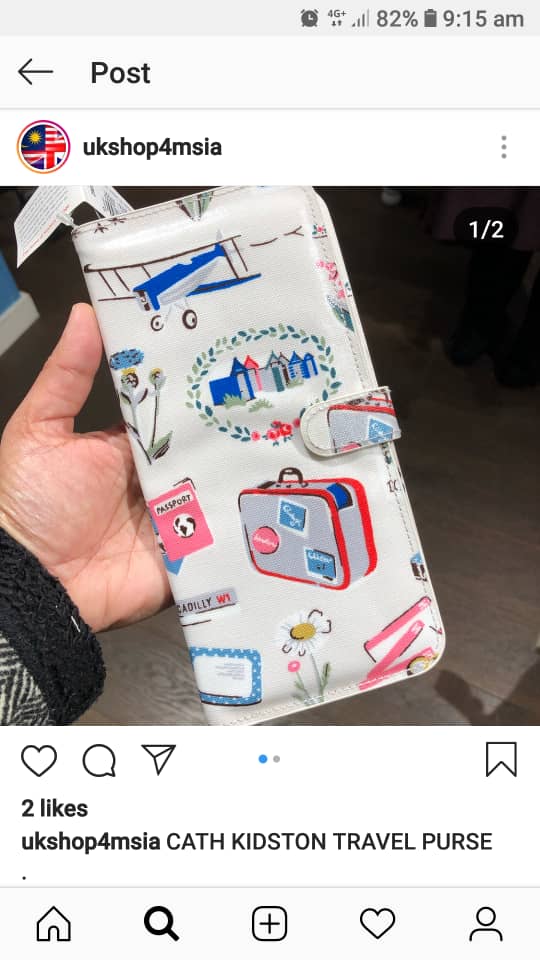 4G+ 82% 9:15 am
Post
ukshop4msia
1/2
PASSPORT
CADILLY W1
London
2 likes
ukshop4msia CATH KIDSTON TRAVEL PURSE
.